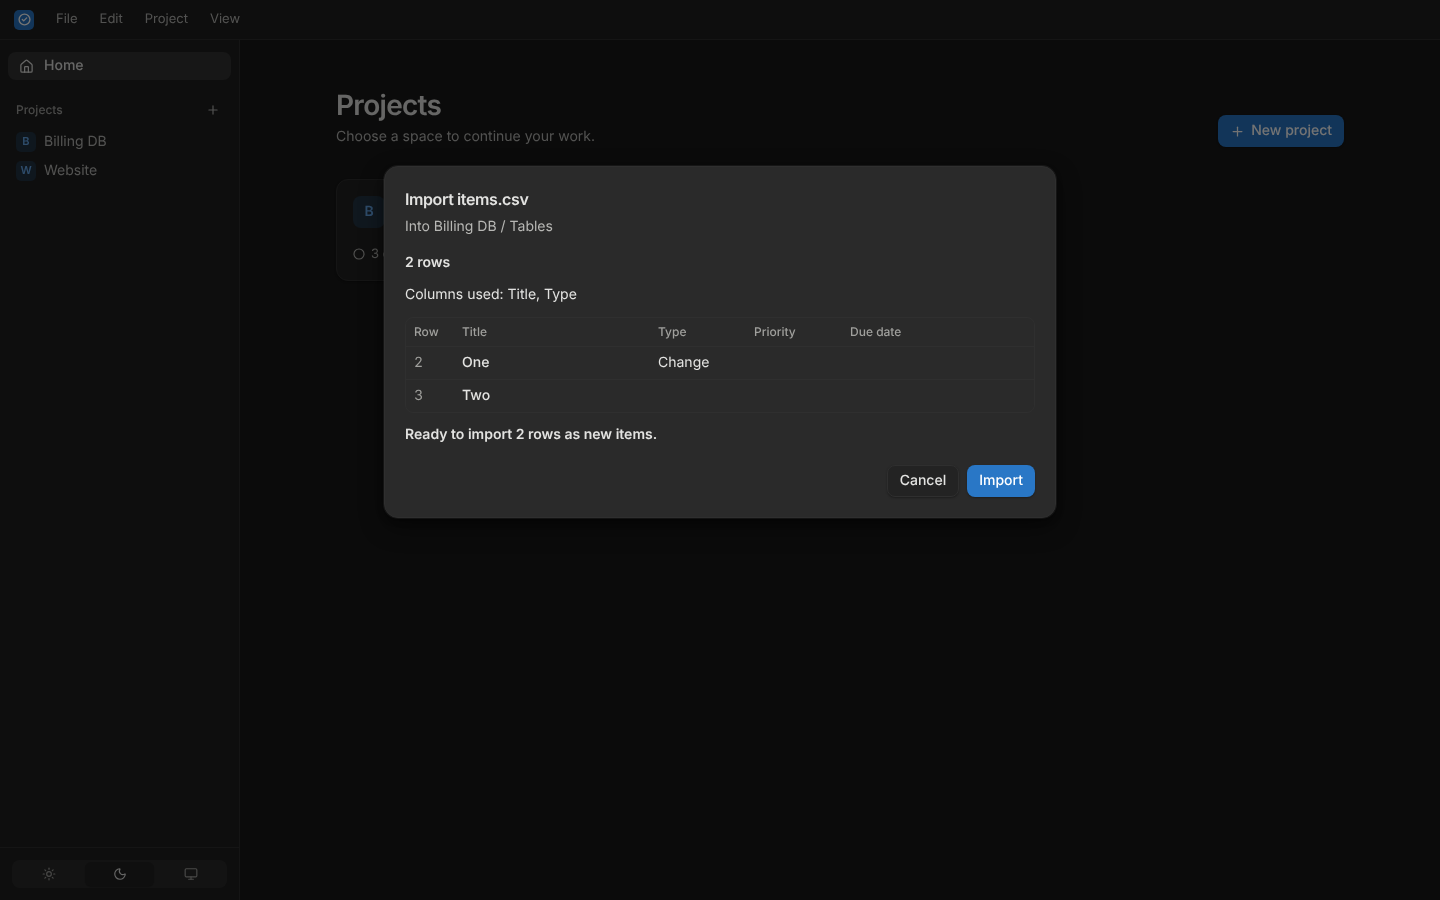 File Edit Project View
Home
Projects
B Billing DB
W Website
Projects
Choose a space to continue your work.
New project
B
3
Import items.csv
Into Billing DB / Tables
2 rows
Columns used: Title, Type
Row Title Type Priority Due date
2 One Change
3 Two
Ready to import 2 rows as new items.
Cancel Import